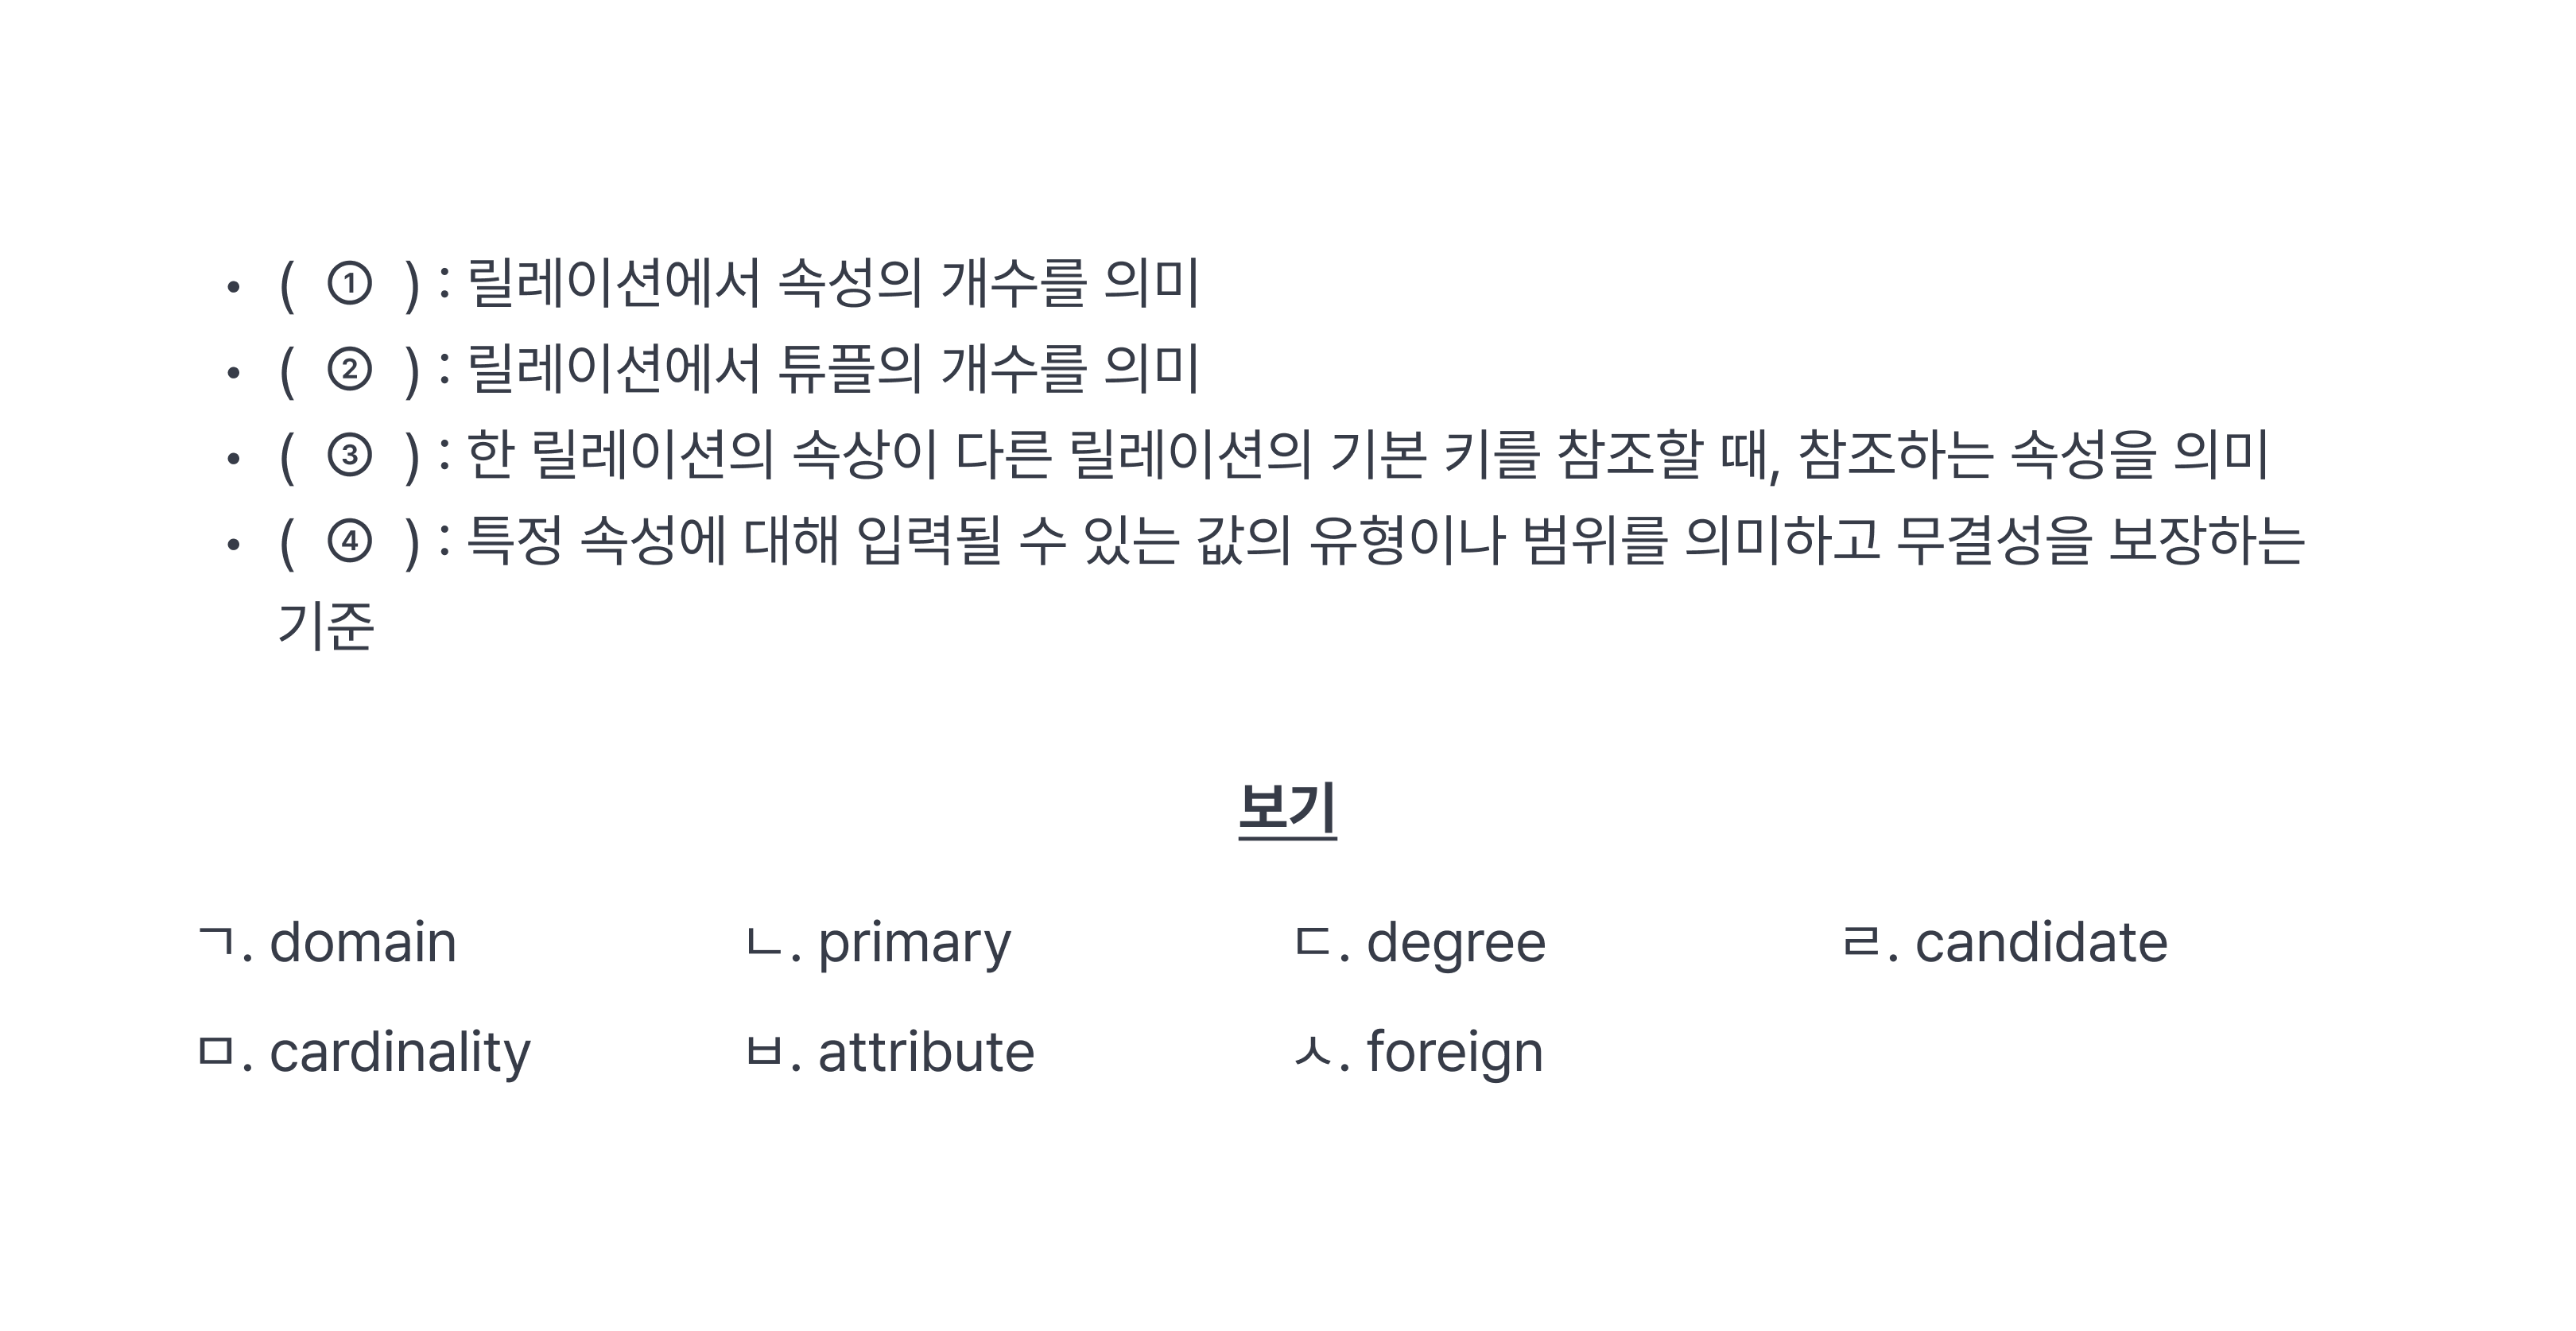 • ( ① ) : 릴레이션에서 속성의 개수를 의미
• ( ② ) : 릴레이션에서 튜플의 개수를 의미
• ( ③ ) : 한 릴레이션의 속상이 다른 릴레이션의 기본 키를 참조할 때, 참조하는 속성을 의미
• ( ④ ) : 특정 속성에 대해 입력될 수 있는 값의 유형이나 범위를 의미하고 무결성을 보장하는
기준
보기
ㄱ. domain ㄴ. primary ㄷ. degree ㄹ. candidate
ㅁ. cardinality ㅂ. attribute ㅅ. foreign